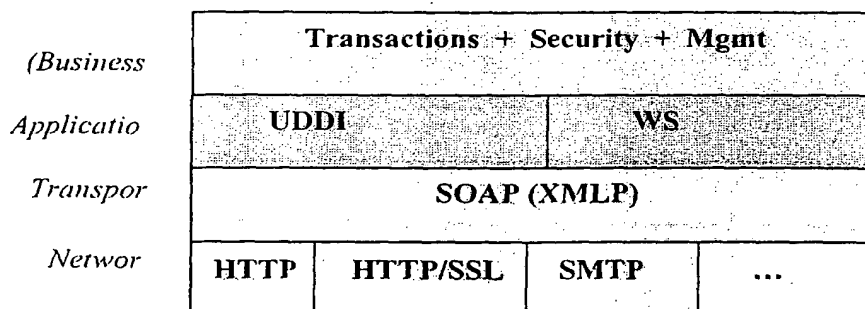 Transactions + Security + Mgmt
(Business
Applicatio UDDI WS
Transpor SOAP (XMLP)
Networ HTTP HTTP/SSL SMTP ...